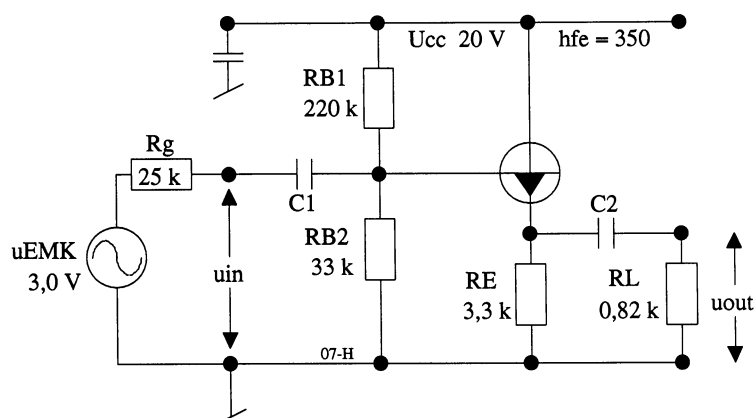 Ucc 20 V
hfe = 350
RB1
220 k
Rg
25 k
C1
uEMK
3,0 V
uin
RB2
33 k
C2
RE
3,3 k
RL
0,82 k
uout
07-H